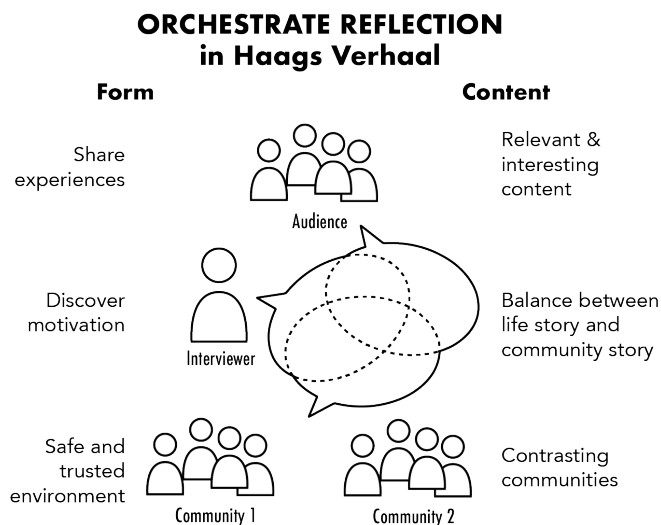 ORCHESTRATE REFLECTION
in Haags Verhaal
Form
Content
Share
experiences
Audience
Relevant &
interesting
content
Discover
motivation
Interviewer
Balance between
life story and
community story
Safe and
trusted
environment
Community 1
Community 2
Contrasting
communities